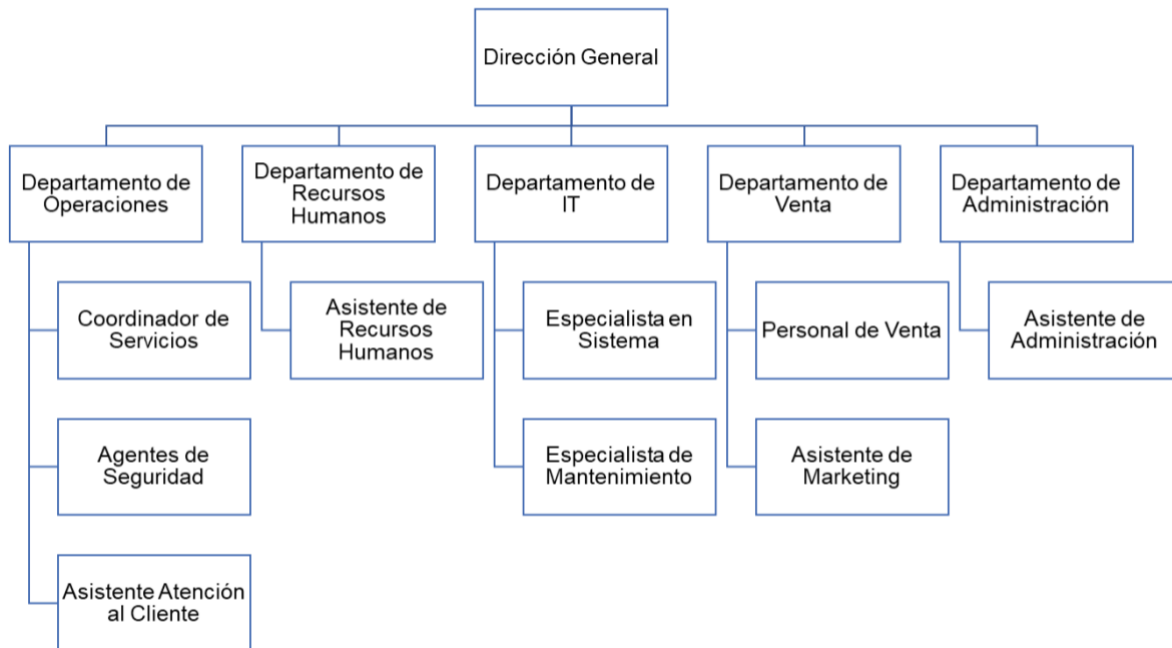 Dirección General
Departamento de
Operaciones
Departamento de
Recursos
Humanos
Departamento de
IT
Departamento de
Venta
Departamento de
Administración
Coordinador de
Servicios
Asistente de
Recursos
Humanos
Especialista en
Sistema
Personal de Venta
Asistente de
Administración
Agentes de
Seguridad
Especialista de
Mantenimiento
Asistente de
Marketing
Asistente Atención
al Cliente